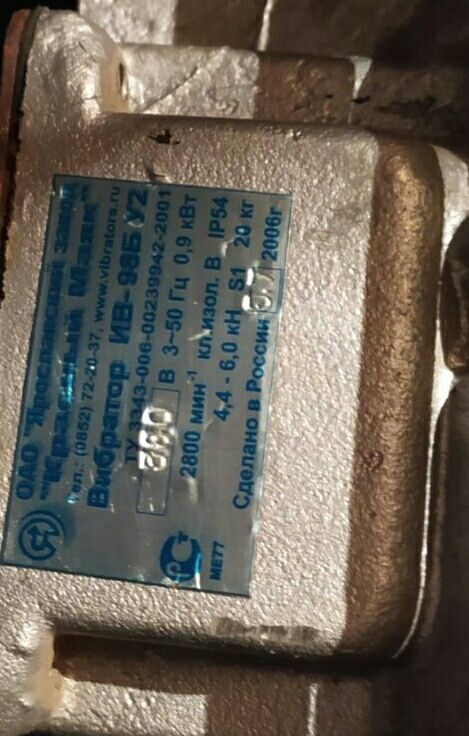 ОАО "Ярославский завод
"Красный Маяк"
тел.: (0852) 72-20-37, www.vibrators.ru
Вибратор ИВ-98Б У2
ТУ 3343-006-00239942-2001
380 В 3~50 Гц 0,9 кВт
2800 мин⁻¹ Кл.изол. В IP54
4,4 - 6,0 кН S1 20 кг
Сделано в России 07 2006г
МЕ77